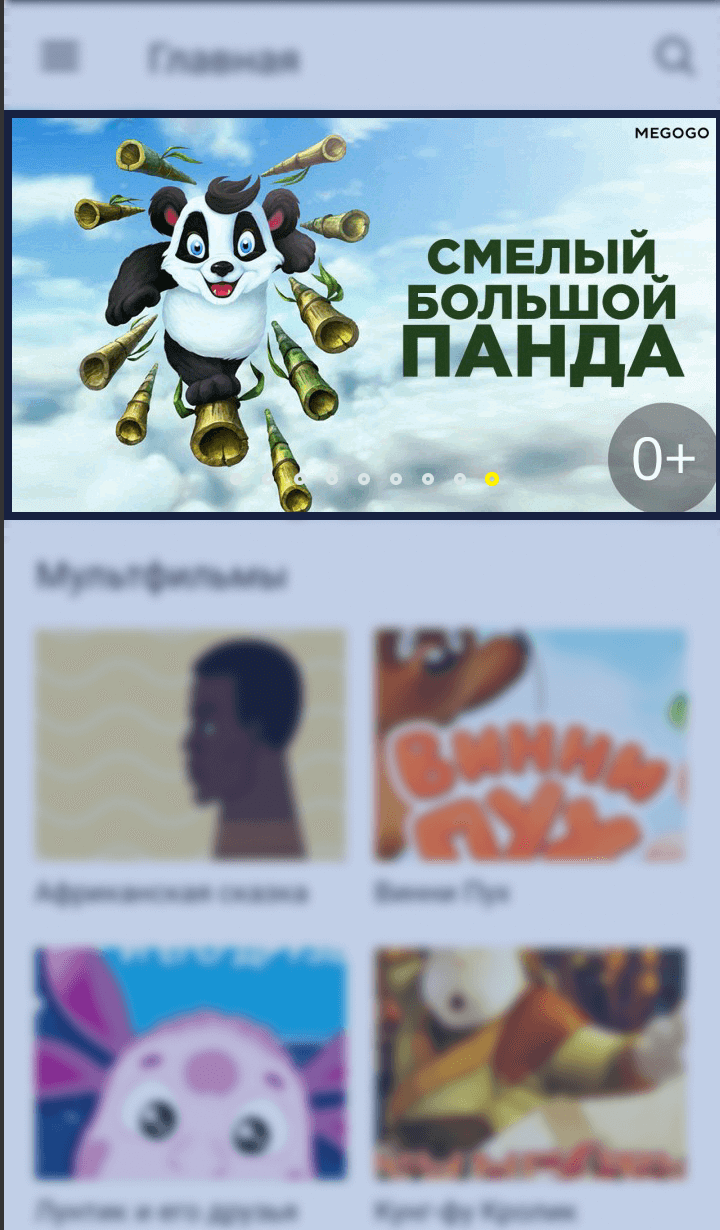 Главная
MEGOGO
СМЕЛЫЙ
БОЛЬШОЙ
ПАНДА
0+
Мультфильмы
ВИННИ
ПУХ
Африканская сказка
Винни Пух
Лунтик и его друзья
Кунг-фу Кролик